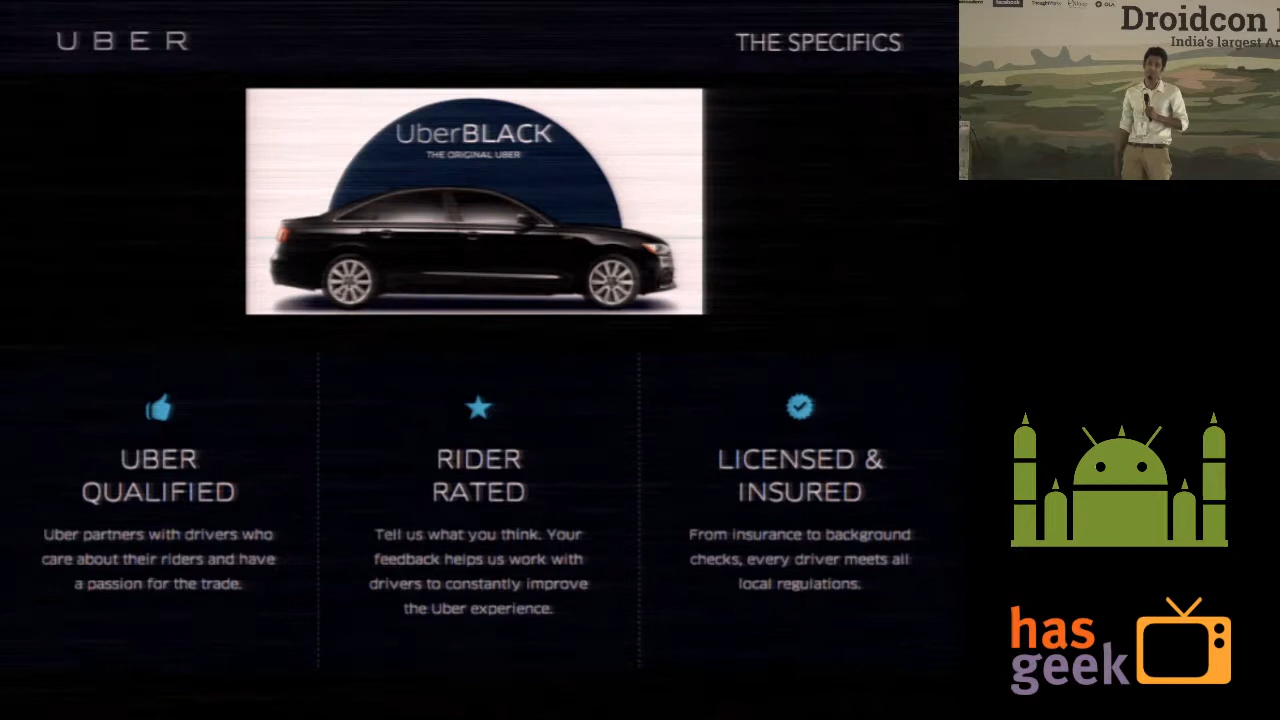 UBER
THE SPECIFICS
UberBLACK
THE ORIGINAL UBER
UBER
QUALIFIED
Uber partners with drivers who
care about their riders and have
a passion for the trade.
RIDER
RATED
Tell us what you think. Your
feedback helps us work with
drivers to constantly improve
the Uber experience.
LICENSED &
INSURED
From insurance to background
checks, every driver meets all
local regulations.
facebook ThoughtWorks OLA
Droidcon
India's largest
has
geek